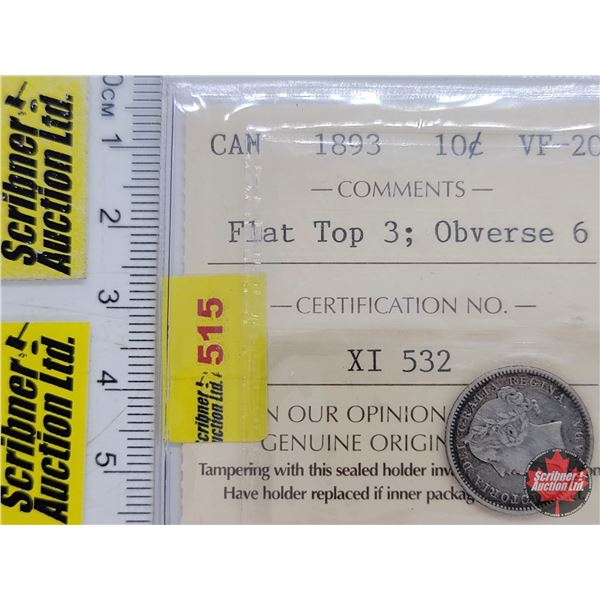 Scribner
Auction Ltd.
Scribner
Auction Ltd.
0CM 1 2 3 4 5
CAN 1893 10¢ VF-20
— COMMENTS —
Flat Top 3; Obverse 6
— CERTIFICATION NO. —
XI 532
515
Scribner
Auction Ltd.
N OUR OPINION
GENUINE ORIGIN
Tampering with this sealed holder inv
Have holder replaced if inner packag
REGINA
Scribner
Auction Ltd.